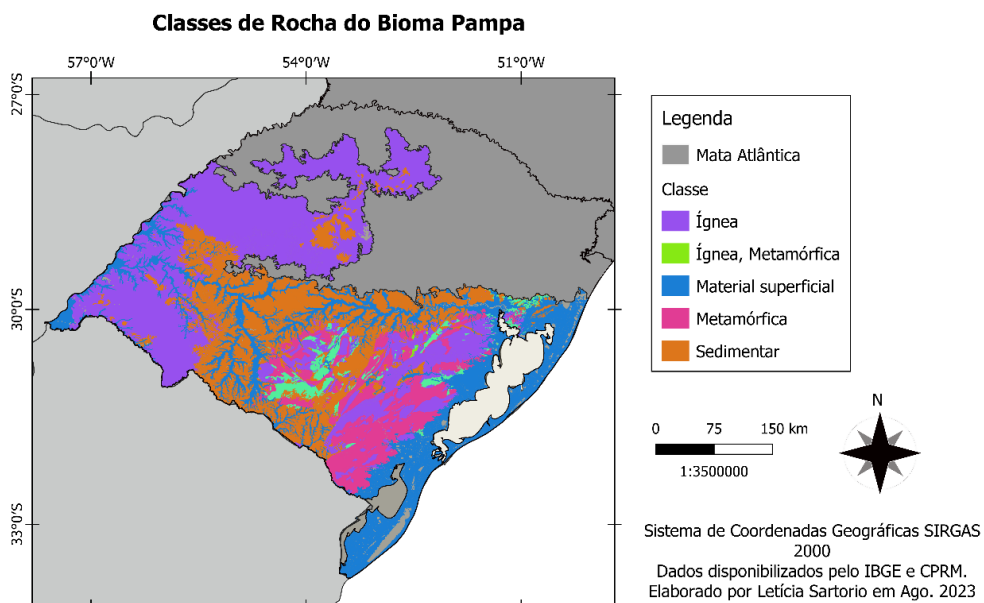 Classes de Rocha do Bioma Pampa
57°0'W
54°0'W
51°0'W
27°0'S
30°0'S
33°0'S
Legenda
Mata Atlântica
Classe
Ígnea
Ígnea, Metamórfica
Material superficial
Metamórfica
Sedimentar
N
0 75 150 km
1:3500000
Sistema de Coordenadas Geográficas SIRGAS
2000
Dados disponibilizados pelo IBGE e CPRM.
Elaborado por Letícia Sartorio em Ago. 2023